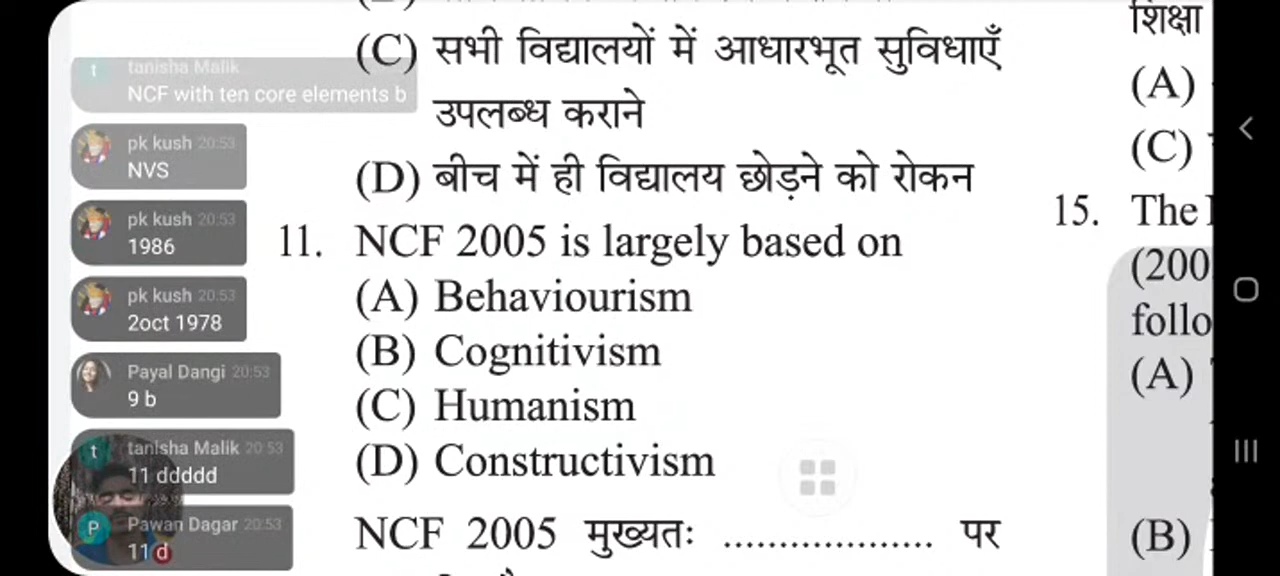 (C) सभी विद्यालयों में आधारभूत सुविधाएँ
उपलब्ध कराने
(D) बीच में ही विद्यालय छोड़ने को रोकन
11. NCF 2005 is largely based on
(A) Behaviourism
(B) Cognitivism
(C) Humanism
(D) Constructivism
NCF 2005 मुख्यतः ................... पर
शिक्षा
(A)
(C)
15. The
(200
follo
(A)
(B)
t
tanisha Malik
NCF with ten core elements b
pk kush 20:53
NVS
pk kush 20:53
1986
pk kush 20:53
2oct 1978
Payal Dangi 20:53
9 b
t
tanisha Malik 20:53
11 ddddd
P
Pawan Dagar 20:53
11 d